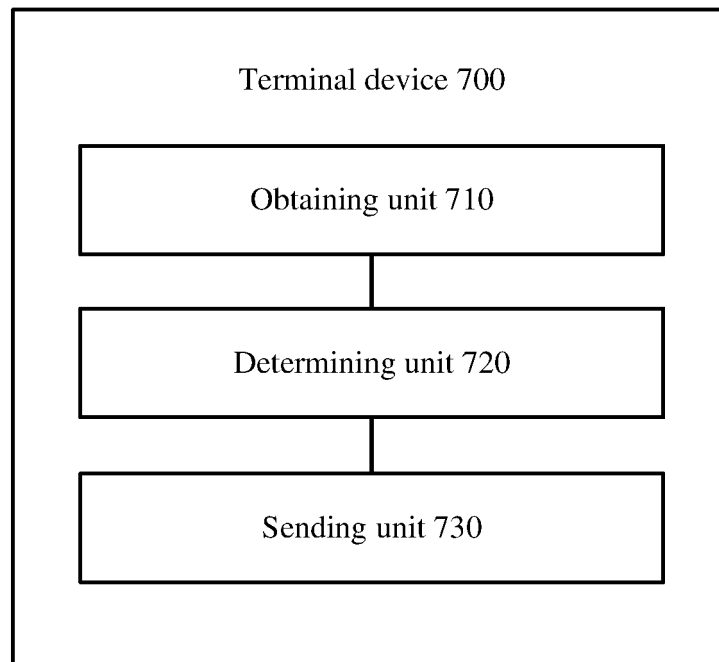 Terminal device 700
Obtaining unit 710
Determining unit 720
Sending unit 730